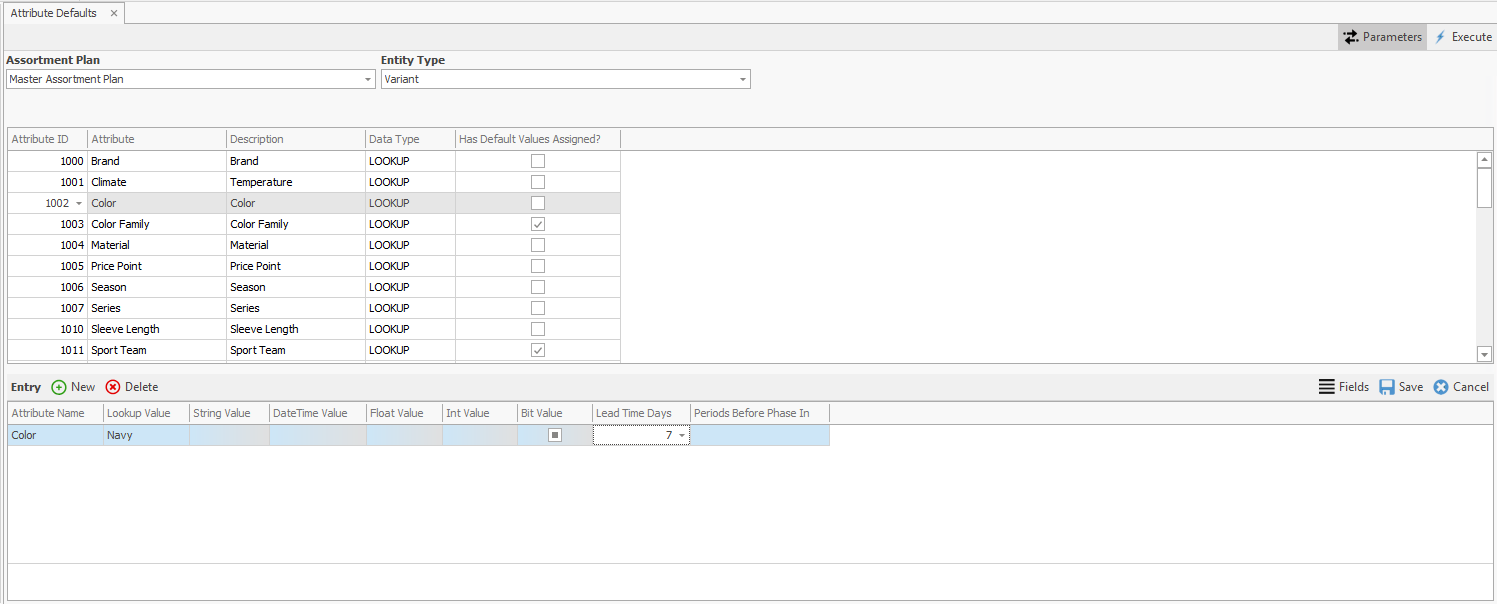 Attribute Defaults
Parameters Execute
Assortment Plan Entity Type
Master Assortment Plan Variant
Attribute ID Attribute Description Data Type Has Default Values Assigned?
1000 Brand Brand LOOKUP
1001 Climate Temperature LOOKUP
1002 Color Color LOOKUP
1003 Color Family Color Family LOOKUP
1004 Material Material LOOKUP
1005 Price Point Price Point LOOKUP
1006 Season Season LOOKUP
1007 Series Series LOOKUP
1010 Sleeve Length Sleeve Length LOOKUP
1011 Sport Team Sport Team LOOKUP
Entry New Delete Fields Save Cancel
Attribute Name Lookup Value String Value DateTime Value Float Value Int Value Bit Value Lead Time Days Periods Before Phase In
Color Navy 7